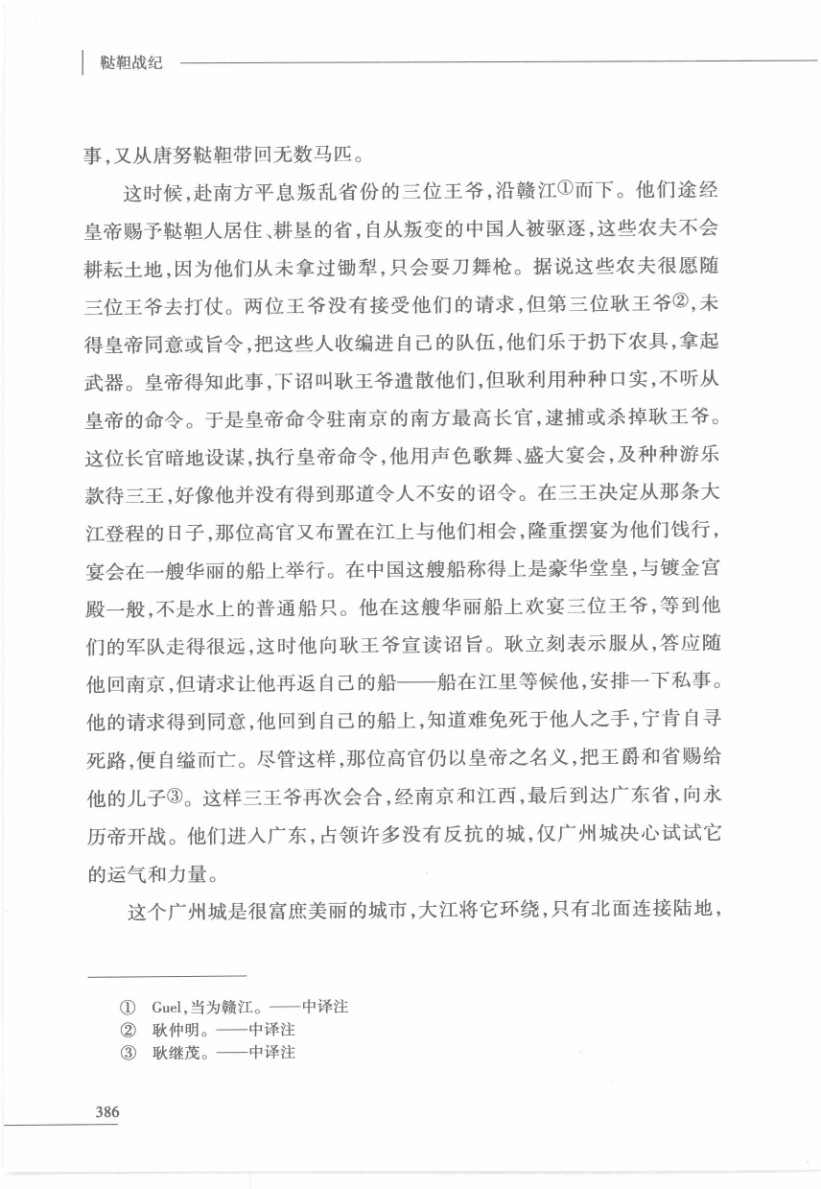 鞑靼战纪
事,又从唐努鞑靼带回无数马匹。
这时候,赴南方平息叛乱省份的三位王爷,沿赣江①而下。他们途经
皇帝赐予鞑靼人居住、耕垦的省,自从叛变的中国人被驱逐,这些农夫不会
耕耘土地,因为他们从未拿过锄犁,只会耍刀舞枪。据说这些农夫很愿随
三位王爷去打仗。两位王爷没有接受他们的请求,但第三位耿王爷②,未
得皇帝同意或旨令,把这些人收编进自己的队伍,他们乐于扔下农具,拿起
武器。皇帝得知此事,下诏叫耿王爷遣散他们,但耿利用种种口实,不听从
皇帝的命令。于是皇帝命令驻南京的南方最高长官,逮捕或杀掉耿王爷。
这位长官暗地设谋,执行皇帝命令,他用声色歌舞、盛大宴会,及种种游乐
款待三王,好像他并没有得到那道令人不安的诏令。在三王决定从那条大
江登程的日子,那位高官又布置在江上与他们相会,隆重摆宴为他们饯行,
宴会在一艘华丽的船上举行。在中国这艘船称得上是豪华堂皇,与镀金宫
殿一般,不是水上的普通船只。他在这艘华丽船上欢宴三位王爷,等到他
们的军队走得很远,这时他向耿王爷宣读诏旨。耿立刻表示服从,答应随
他回南京,但请求让他再返自己的船——船在江里等候他,安排一下私事。
他的请求得到同意,他回到自己的船上,知道难免死于他人之手,宁肯自寻
死路,便自缢而亡。尽管这样,那位高官仍以皇帝之名义,把王爵和省赐给
他的儿子③。这样三王爷再次会合,经南京和江西,最后到达广东省,向永
历帝开战。他们进入广东,占领许多没有反抗的城,仅广州城决心试试它
的运气和力量。
这个广州城是很富庶美丽的城市,大江将它环绕,只有北面连接陆地,
① Guel,当为赣江。——中译注
② 耿仲明。——中译注
③ 耿继茂。——中译注
386